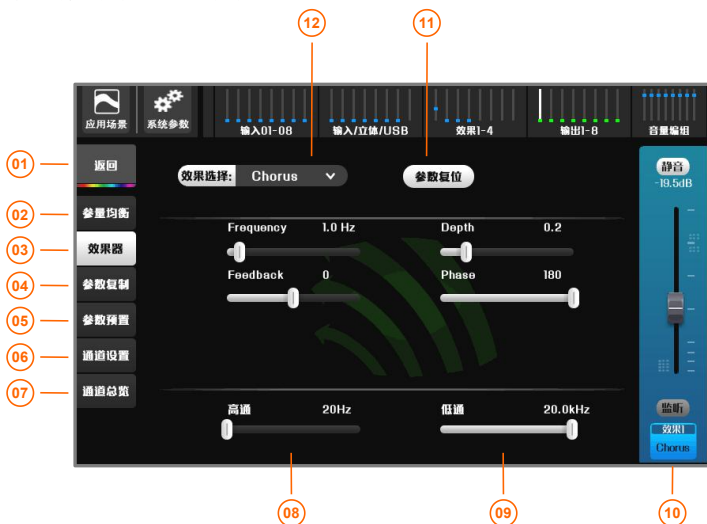 12
11
应用场景
系统参数
输入01-08
输入/立体/USB
效果1-4
输出1-8
音量编组
01
返回
效果选择: Chorus
参数复位
静音
-19.5dB
02
参量均衡
Frequency 1.0 Hz
Depth 0.2
03
效果器
04
参数复制
Feedback 0
Phase 180
05
参数预置
06
通道设置
07
通道总览
高通 20Hz
低通 20.0kHz
监听
效果1
Chorus
08
09
10